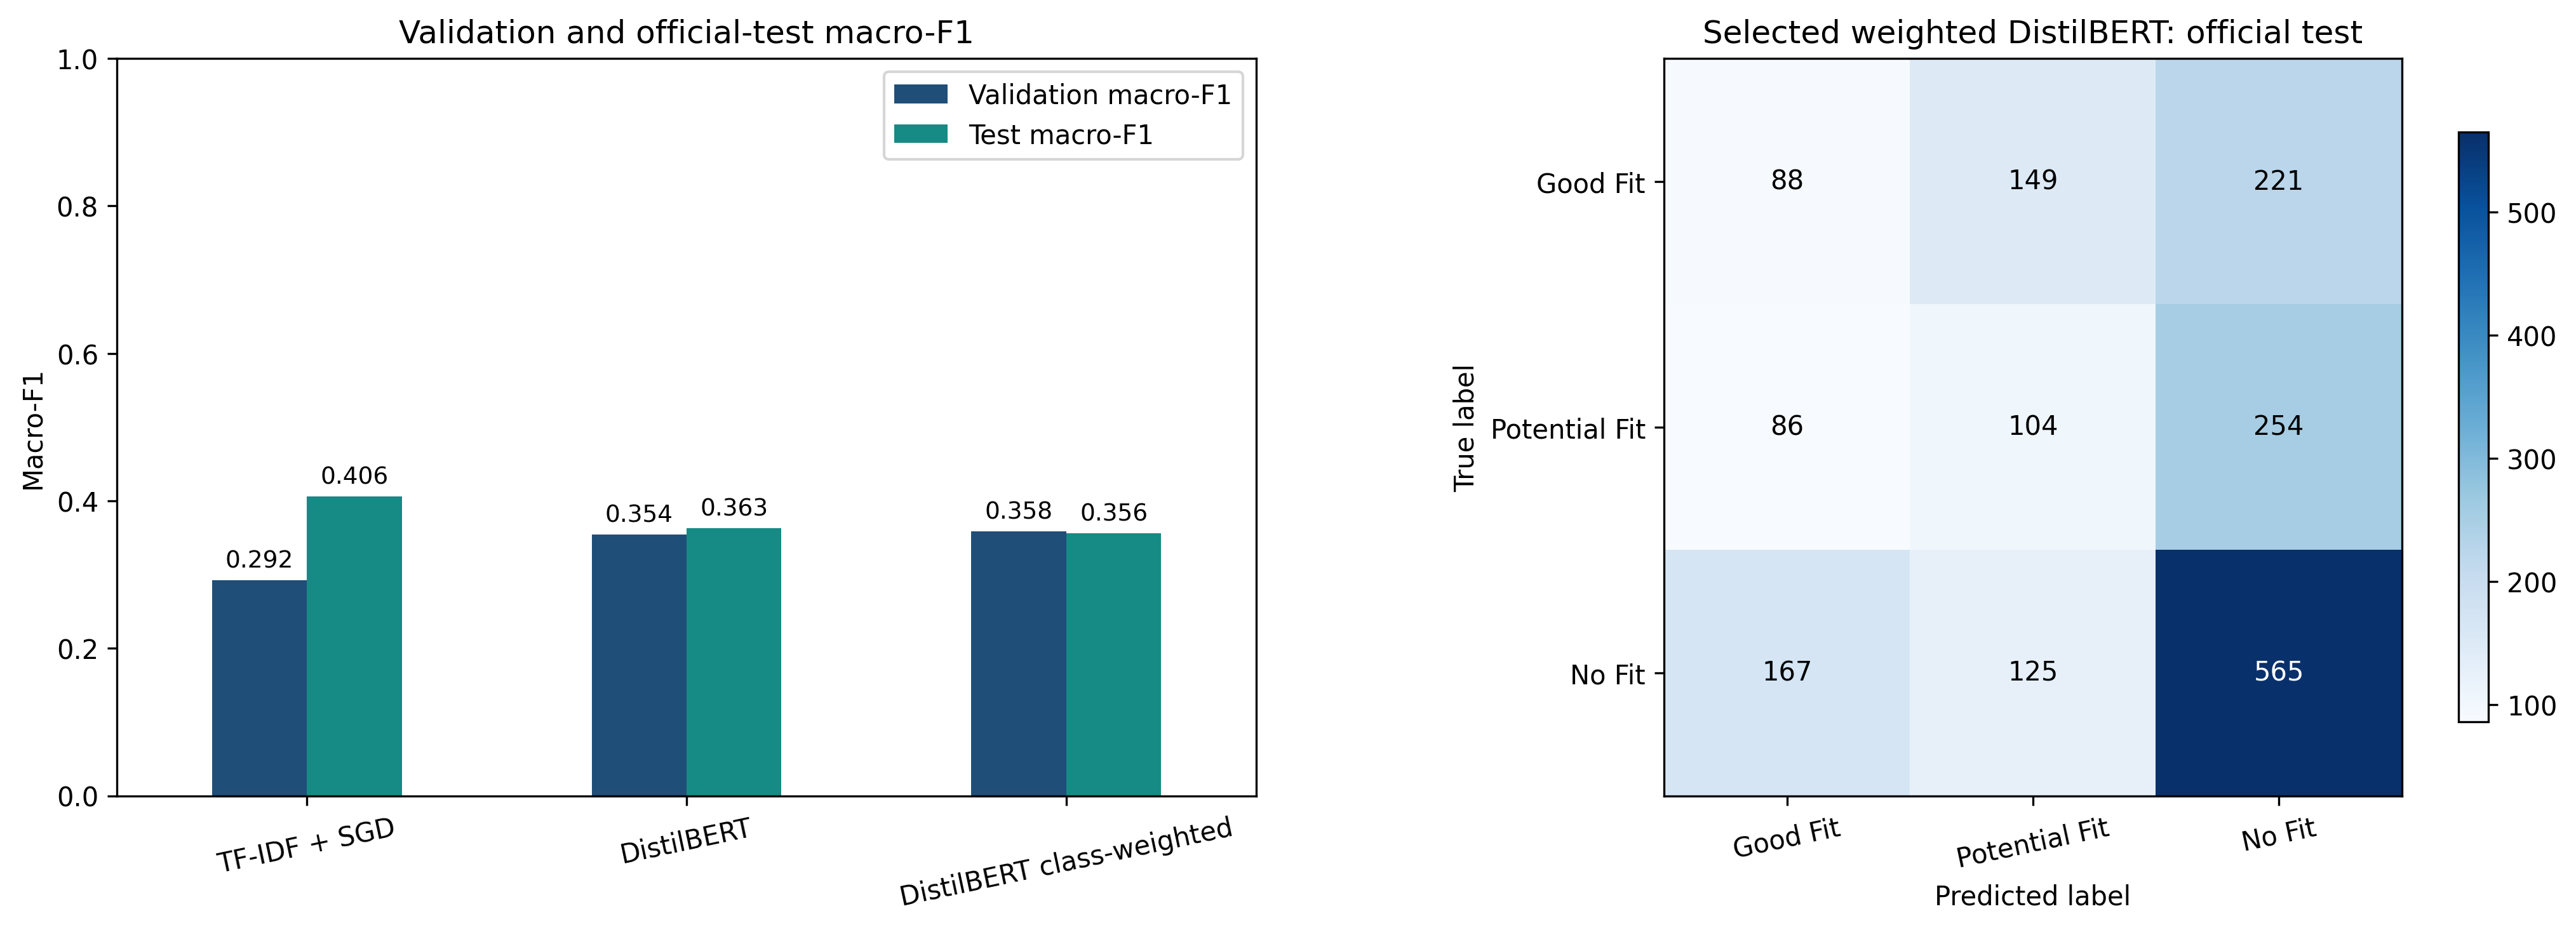 Validation and official-test macro-F1
Macro-F1
1.0
0.8
0.6
0.4
0.2
0.0
Validation macro-F1
Test macro-F1
0.292
0.406
0.354
0.363
0.358
0.356
TF-IDF + SGD
DistilBERT
DistilBERT class-weighted
Selected weighted DistilBERT: official test
True label
Good Fit
Potential Fit
No Fit
88 149 221
86 104 254
167 125 565
Good Fit
Potential Fit
No Fit
Predicted label
500
400
300
200
100